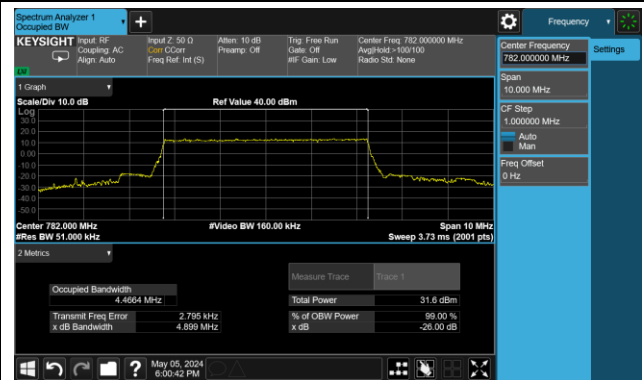 Spectrum Analyzer 1
Occupied BW
Frequency
KEYSIGHT
Input: RF
Coupling: AC
Align: Auto
Input Z: 50 Ω
Corr CCorr
Freq Ref: Int (S)
Atten: 10 dB
Preamp: Off
Trig: Free Run
Gate: Off
#IF Gain: Low
Center Freq: 782.000000 MHz
Avg|Hold:>100/100
Radio Std: None
Center Frequency
782.000000 MHz
Settings
Span
10.000 MHz
CF Step
1.000000 MHz
Auto
Man
Freq Offset
0 Hz
1 Graph
Scale/Div 10.0 dB
Ref Value 40.00 dBm
Log
30.0
20.0
10.0
0.00
-10.0
-20.0
-30.0
-40.0
-50.0
Center 782.000 MHz
#Video BW 160.00 kHz
Span 10 MHz
#Res BW 51.000 kHz
Sweep 3.73 ms (2001 pts)
2 Metrics
Measure Trace
Trace 1
Occupied Bandwidth
4.4664 MHz
Total Power
31.6 dBm
Transmit Freq Error
2.795 kHz
% of OBW Power
99.00 %
x dB Bandwidth
4.899 MHz
x dB
-26.00 dB
May 05, 2024
6:00:42 PM